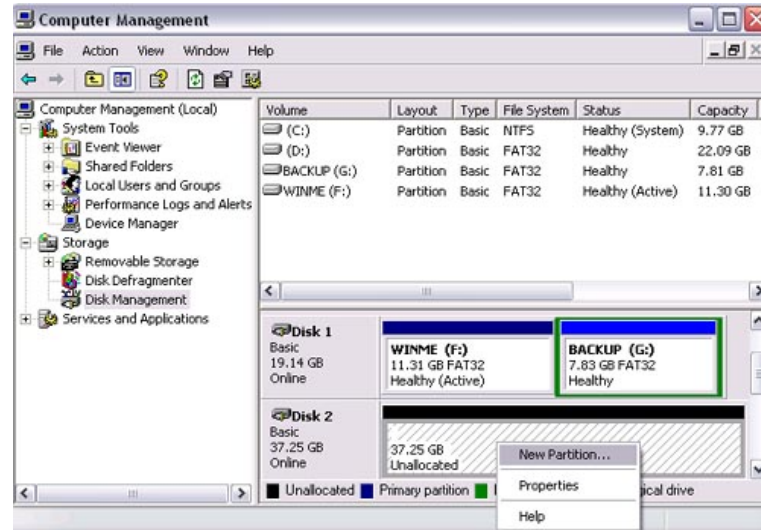 Computer Management
File Action View Window Help
Computer Management (Local)
System Tools
Event Viewer
Shared Folders
Local Users and Groups
Performance Logs and Alerts
Device Manager
Storage
Removable Storage
Disk Defragmenter
Disk Management
Services and Applications
Volume Layout Type File System Status Capacity
(C:) Partition Basic NTFS Healthy (System) 9.77 GB
(D:) Partition Basic FAT32 Healthy 22.09 GB
BACKUP (G:) Partition Basic FAT32 Healthy 7.81 GB
WINME (F:) Partition Basic FAT32 Healthy (Active) 11.30 GB
Disk 1
Basic
19.14 GB
Online
WINME (F:)
11.31 GB FAT32
Healthy (Active)
BACKUP (G:)
7.83 GB FAT32
Healthy
Disk 2
Basic
37.25 GB
Online
37.25 GB
Unallocated
New Partition...
Properties
Help
Unallocated Primary partition drive